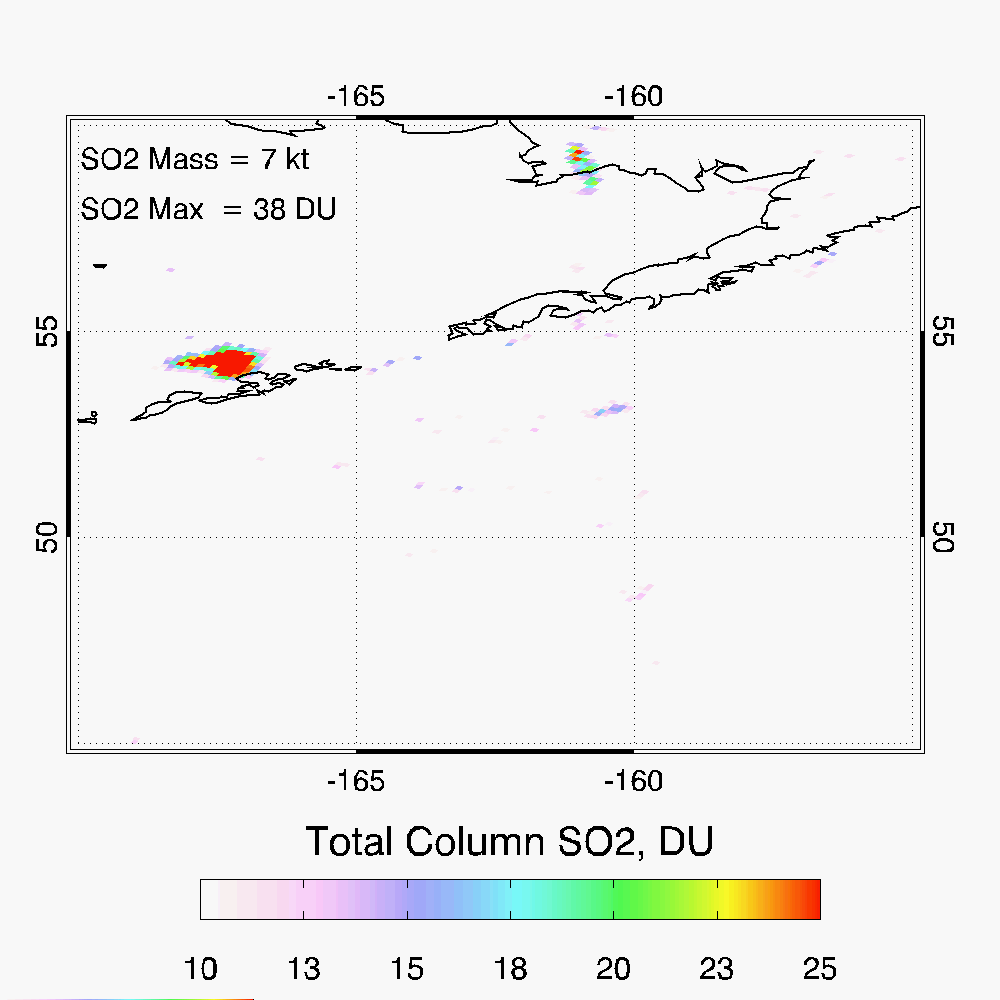 -165 -160
SO2 Mass = 7 kt
SO2 Max = 38 DU
55 55
50 50
-165 -160
Total Column SO2, DU
10 13 15 18 20 23 25